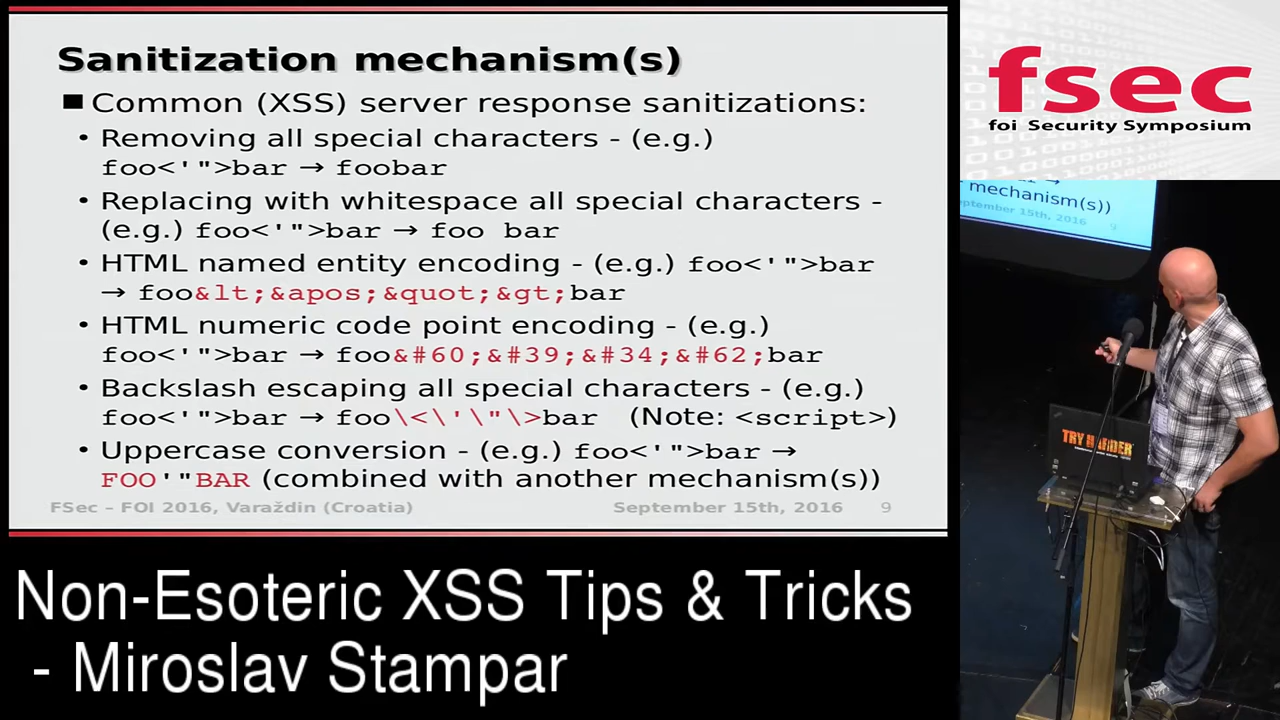 Sanitization mechanism(s)
■ Common (XSS) server response sanitizations:
• Removing all special characters - (e.g.)
foo<'">bar → foobar
• Replacing with whitespace all special characters -
(e.g.) foo<'">bar → foo bar
• HTML named entity encoding - (e.g.) foo<'">bar
→ foo&lt;&apos;&quot;&gt;bar
• HTML numeric code point encoding - (e.g.)
foo<'">bar → foo&#60;&#39;&#34;&#62;bar
• Backslash escaping all special characters - (e.g.)
foo<'">bar → foo\<\'\"\>bar (Note: <script>)
• Uppercase conversion - (e.g.) foo<'">bar →
FOO'"BAR (combined with another mechanism(s))
FSec – FOI 2016, Varaždin (Croatia) September 15th, 2016 9
Non-Esoteric XSS Tips & Tricks
- Miroslav Stampar
fsec
foi Security Symposium
mechanism(s))
eptember 15th, 2016 9
TRY HARDER